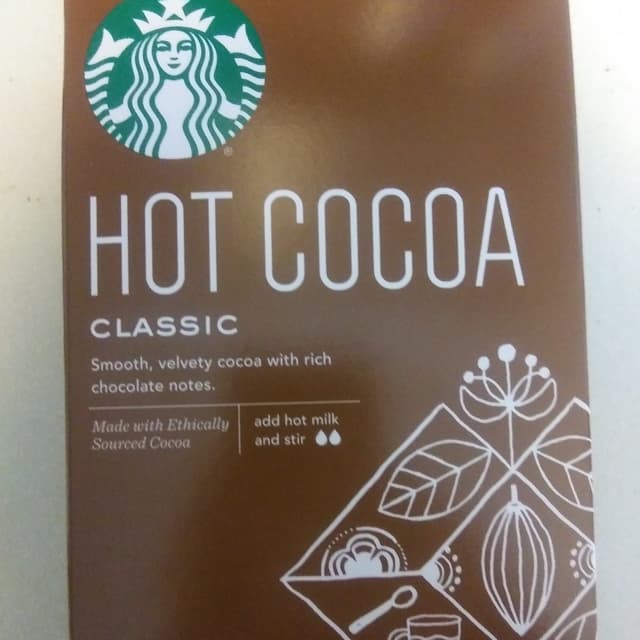 HOT COCOA
CLASSIC
Smooth, velvety cocoa with rich
chocolate notes.
Made with Ethically
Sourced Cocoa
add hot milk
and stir
®